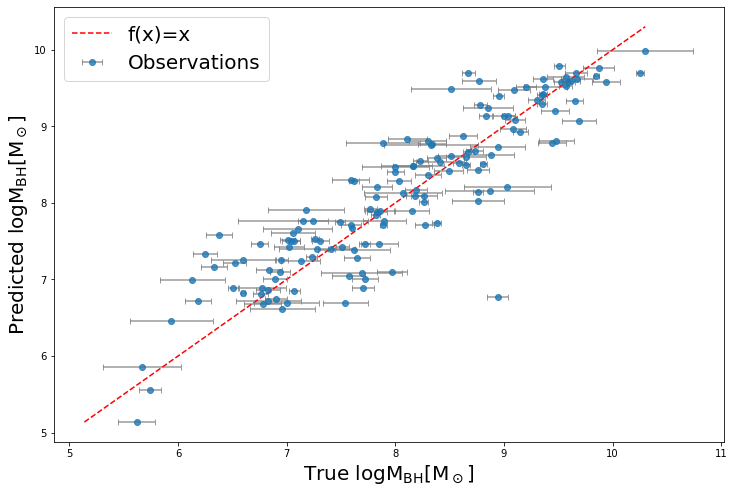 f(x)=x
Observations
Predicted logM_BH[M_⊙]
10
9
8
7
6
5
5 6 7 8 9 10 11
True logM_BH[M_⊙]